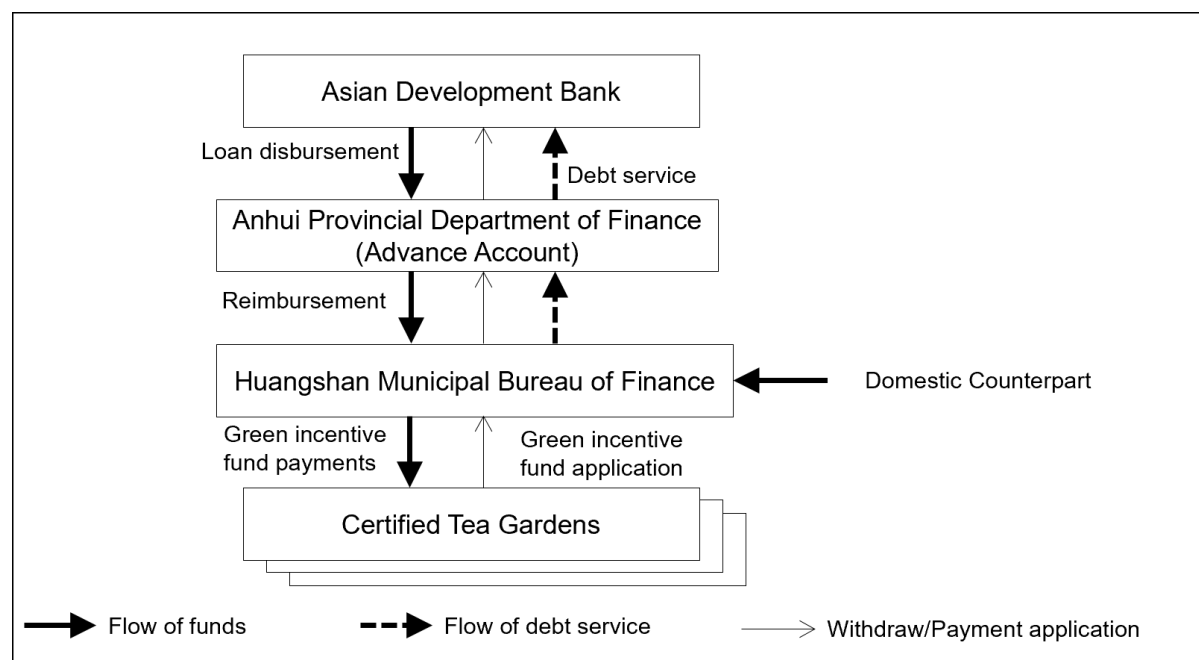 Asian Development Bank
Loan disbursement
Debt service
Anhui Provincial Department of Finance
(Advance Account)
Reimbursement
Huangshan Municipal Bureau of Finance
Domestic Counterpart
Green incentive
fund payments
Green incentive
fund application
Certified Tea Gardens
Flow of funds
Flow of debt service
Withdraw/Payment application